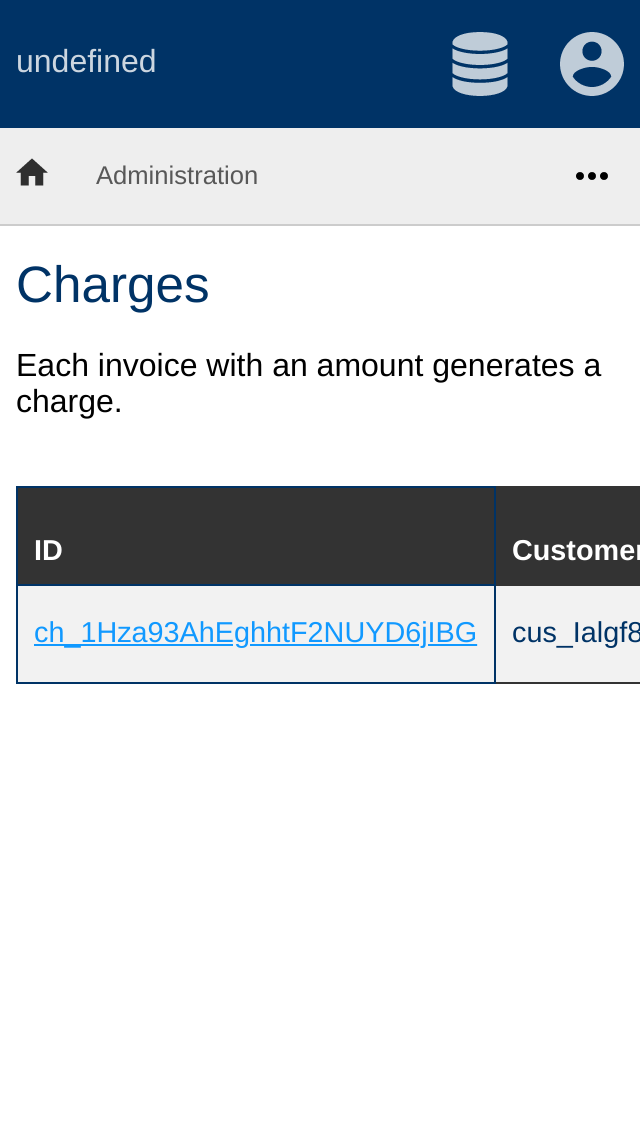 undefined
Administration
Charges
Each invoice with an amount generates a
charge.
ID Customer
ch_1Hza93AhEghhtF2NUYD6jIBG cus_Ialgf8